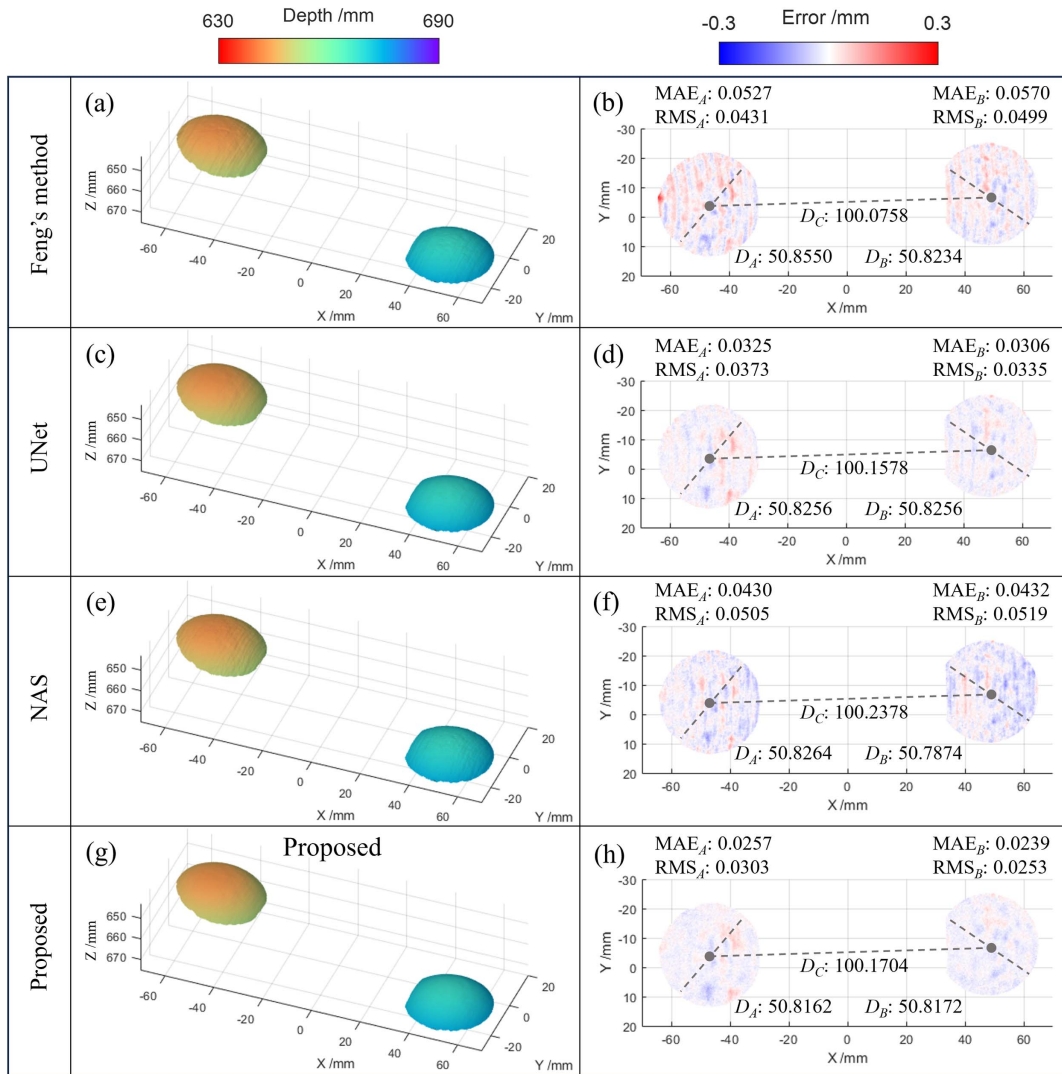 Depth /mm
630 690
Error /mm
-0.3 0.3
Feng's method
(a)
650
660
670
Z /mm
-60 -40 -20 0 20 40 60
X /mm
20
0
-20
Y /mm
(b)
MAE_A: 0.0527 MAE_B: 0.0570
RMS_A: 0.0431 RMS_B: 0.0499
-30
-20
-10
0
10
20
Y /mm
D_C: 100.0758
D_A: 50.8550 D_B: 50.8234
-60 -40 -20 0 20 40 60
X /mm
UNet
(c)
650
660
670
Z /mm
-60 -40 -20 0 20 40 60
X /mm
20
0
-20
Y /mm
(d)
MAE_A: 0.0325 MAE_B: 0.0306
RMS_A: 0.0373 RMS_B: 0.0335
-30
-20
-10
0
10
20
Y /mm
D_C: 100.1578
D_A: 50.8256 D_B: 50.8256
-60 -40 -20 0 20 40 60
X /mm
NAS
(e)
650
660
670
Z /mm
-60 -40 -20 0 20 40 60
X /mm
20
0
-20
Y /mm
(f)
MAE_A: 0.0430 MAE_B: 0.0432
RMS_A: 0.0505 RMS_B: 0.0519
-30
-20
-10
0
10
20
Y /mm
D_C: 100.2378
D_A: 50.8264 D_B: 50.7874
-60 -40 -20 0 20 40 60
X /mm
Proposed
(g)
Proposed
650
660
670
Z /mm
-60 -40 -20 0 20 40 60
X /mm
20
0
-20
Y /mm
(h)
MAE_A: 0.0257 MAE_B: 0.0239
RMS_A: 0.0303 RMS_B: 0.0253
-30
-20
-10
0
10
20
Y /mm
D_C: 100.1704
D_A: 50.8162 D_B: 50.8172
-60 -40 -20 0 20 40 60
X /mm